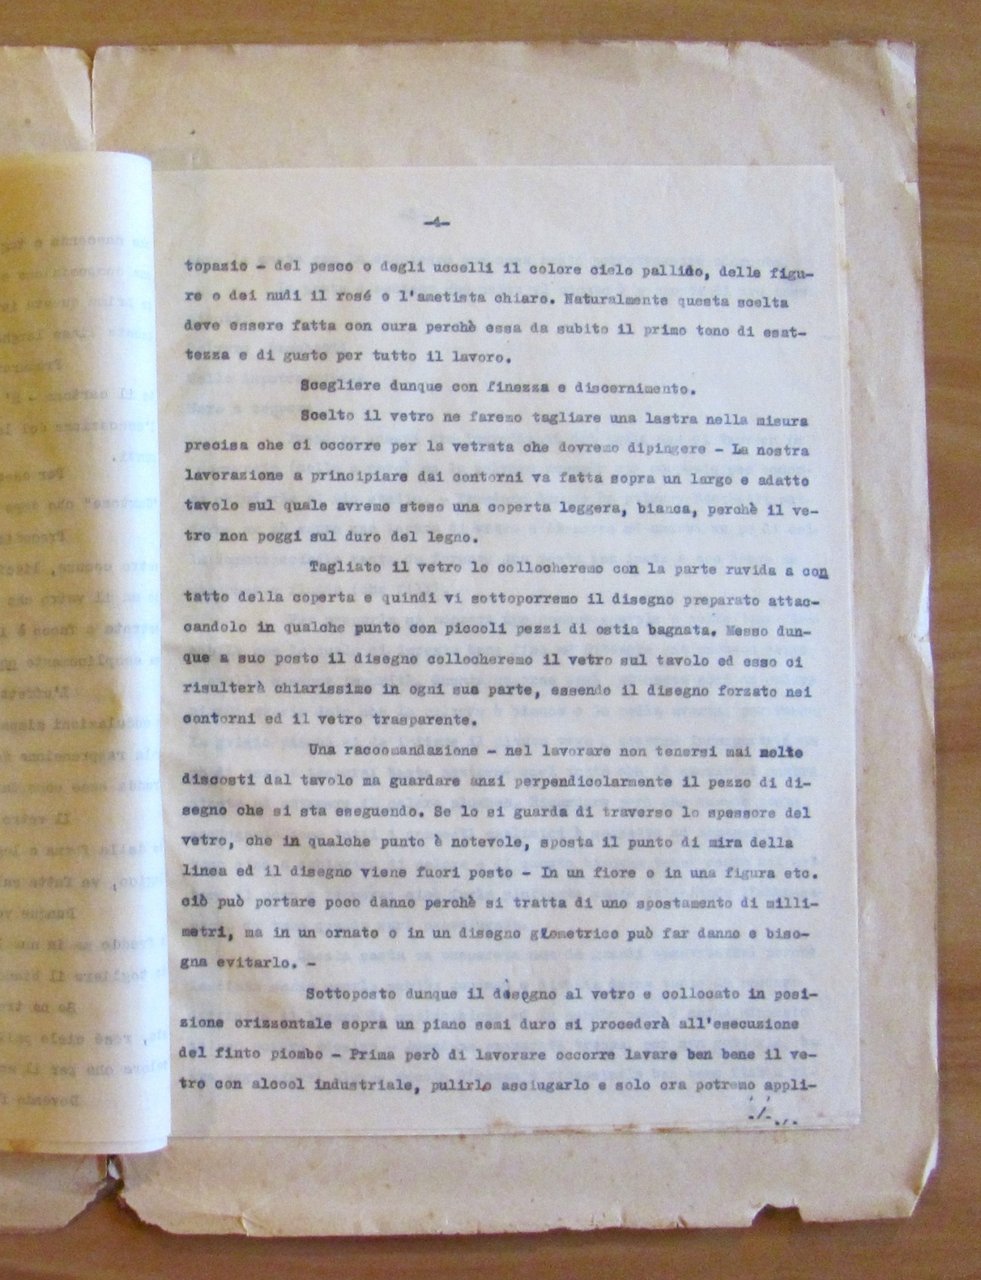 -4-
topazio - del pesce o degli uccelli il colore cielo pallido, delle figu-
re o dei nudi il rosé o l'ametista chiaro. Naturalmente questa scelta
deve essere fatta con cura perchè essa da subito il primo tono di esat-
tezza e di gusto per tutto il lavoro.
Scegliere dunque con finezza e discernimento.
Scelto il vetro ne faremo tagliare una lastra nella misura
precisa che ci occorre per la vetrata che dovremo dipingere - La nostra
lavorazione a principiare dai contorni va fatta sopra un largo e adatto
tavolo sul quale avremo steso una coperta leggera, bianca, perchè il ve-
tro non poggi sul duro del legno.
Tagliato il vetro lo collocheremo con la parte ruvida a con
tatto della coperta e quindi vi sottoporremo il disegno preparato attac-
candolo in qualche punto con piccoli pezzi di ostia bagnata. Messo dun-
que a suo posto il disegno collocheremo il vetro sul tavolo ed esso ci
risulterà chiarissimo in ogni sua parte, essendo il disegno forzato nei
contorni ed il vetro trasparente.
Una raccomandazione - nel lavorare non tenersi mai molto
discosti dal tavolo ma guardare anzi perpendicolarmente il pezzo di di-
segno che si sta eseguendo. Se lo si guarda di traverso lo spessore del
vetro, che in qualche punto è notevole, sposta il punto di mira della
linea ed il disegno viene fuori posto - In un fiore o in una figura etc.
ciò può portare poco danno perchè si tratta di uno spostamento di milli-
metri, ma in un ornato o in un disegno geometrico può far danno e biso-
gna evitarlo. -
Sottoposto dunque il disegno al vetro e collocato in posi-
zione orizzontale sopra un piano semi duro si procederà all'esecuzione
del finto piombo - Prima però di lavorare occorre lavare ben bene il ve-
tro con alcool industriale, pulirlo asciugarlo e solo ora potremo appli-
./...